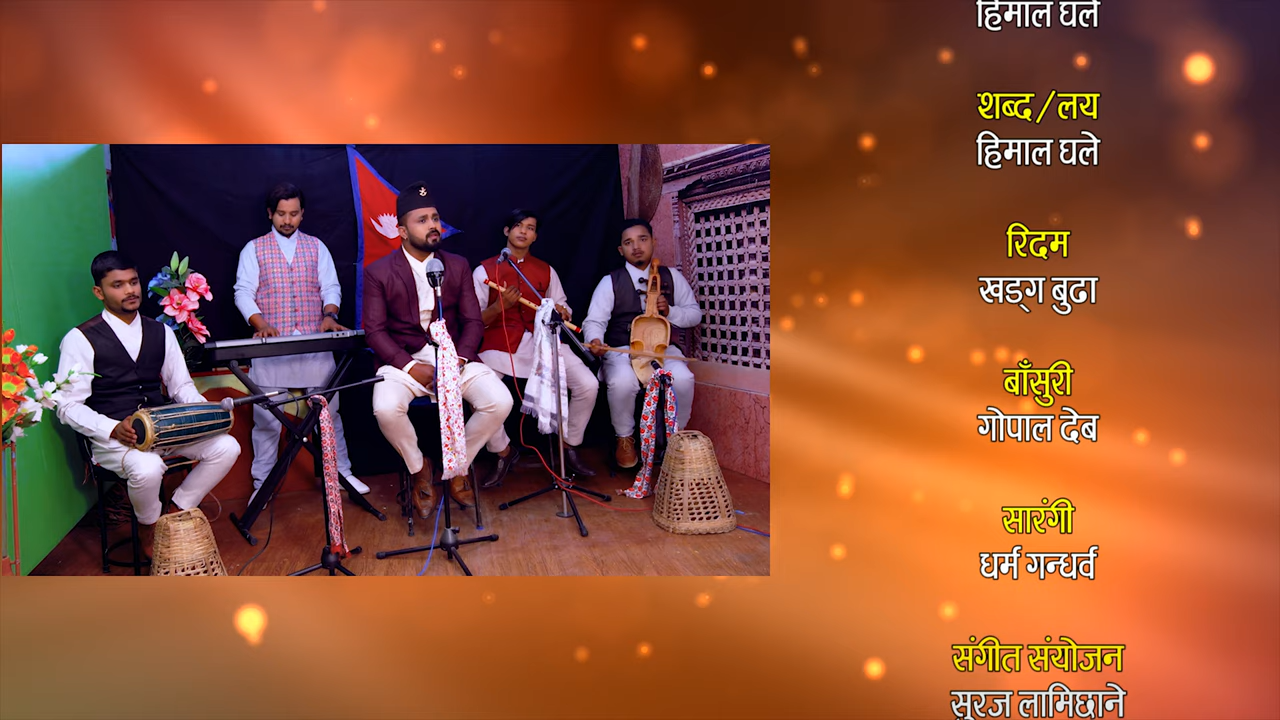 हिमाल घले
शब्द/लय
हिमाल घले
रिदम
खड्ग बुढा
बाँसुरी
गोपाल देब
सारंगी
धर्म गन्धर्व
संगीत संयोजन
सुरज लामिछाने